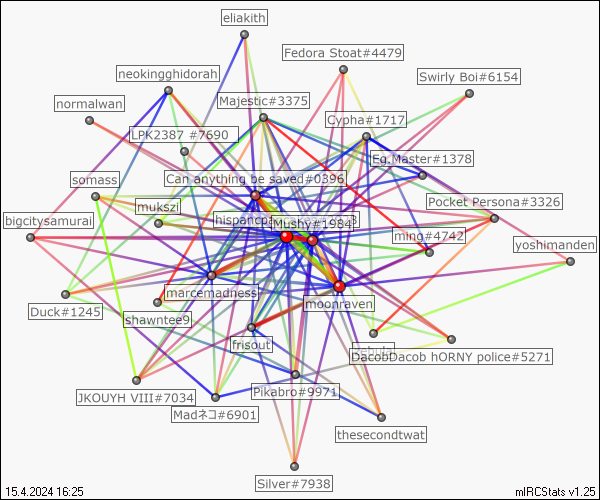 eliakith
Fedora Stoat#4479
neokingghidorah
Swirly Boi#6154
normalwan
Majestic#3375
Cypha#1717
LPK2387 #7690
Eg.Master#1378
Can anything be saved#0396
somass
Pocket Persona#3326
mukszi
bigcitysamurai
Mushy#1984
ming#4742
yoshimanden
marcemadness
moonraven
Duck#1245
shawntee9
frisout
DacobDacob hORNY police#5271
JKOUYH VIII#7034
Pikabro#9971
Madネコ#6901
thesecondtwat
Silver#7938
15.4.2024 16:25
mIRCStats v1.25